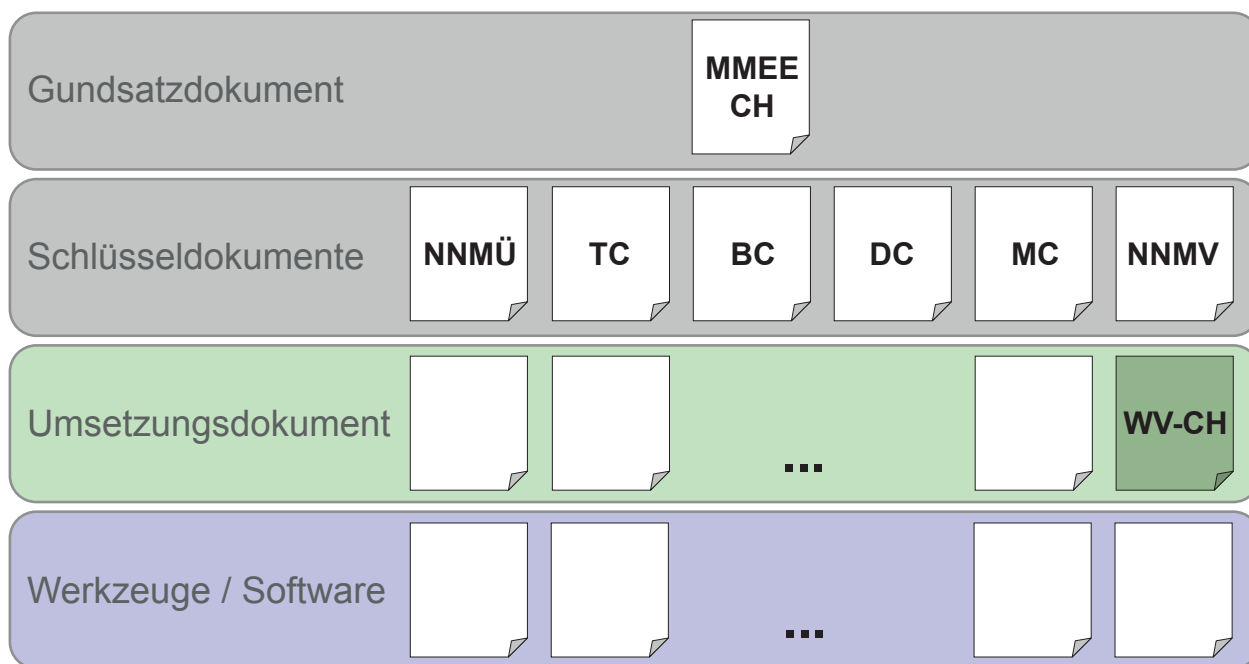 Gundsatzdokument
MMEE
CH
Schlüsseldokumente
NNMÜ
TC
BC
DC
MC
NNMV
Umsetzungsdokument
...
WV-CH
Werkzeuge / Software
...